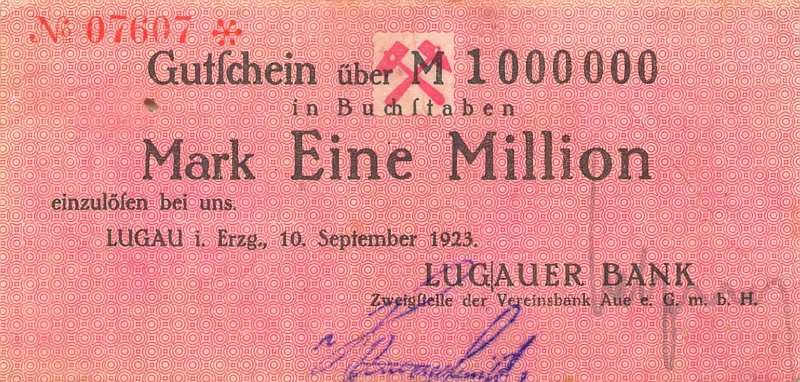 № 07607 *
Gutſchein über M 1000000
in Buchſtaben
Mark Eine Million
einzulöſen bei uns.
LUGAU i. Erzg., 10. September 1923.
LUGAUER BANK
Zweigſtelle der Vereinsbank Aue e. G. m. b. H.